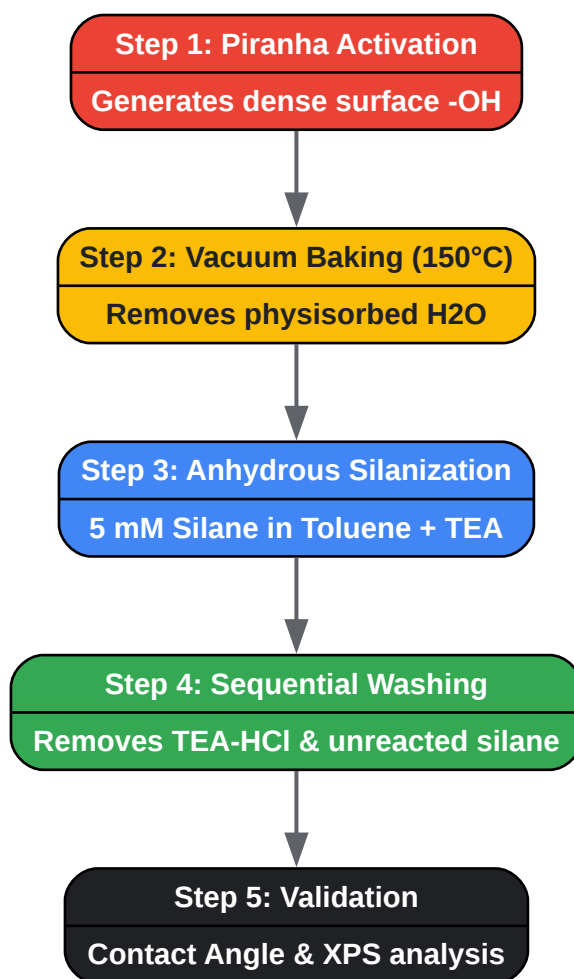 Step 1: Piranha Activation
Generates dense surface -OH
Step 2: Vacuum Baking (150°C)
Removes physisorbed H2O
Step 3: Anhydrous Silanization
5 mM Silane in Toluene + TEA
Step 4: Sequential Washing
Removes TEA-HCl & unreacted silane
Step 5: Validation
Contact Angle & XPS analysis